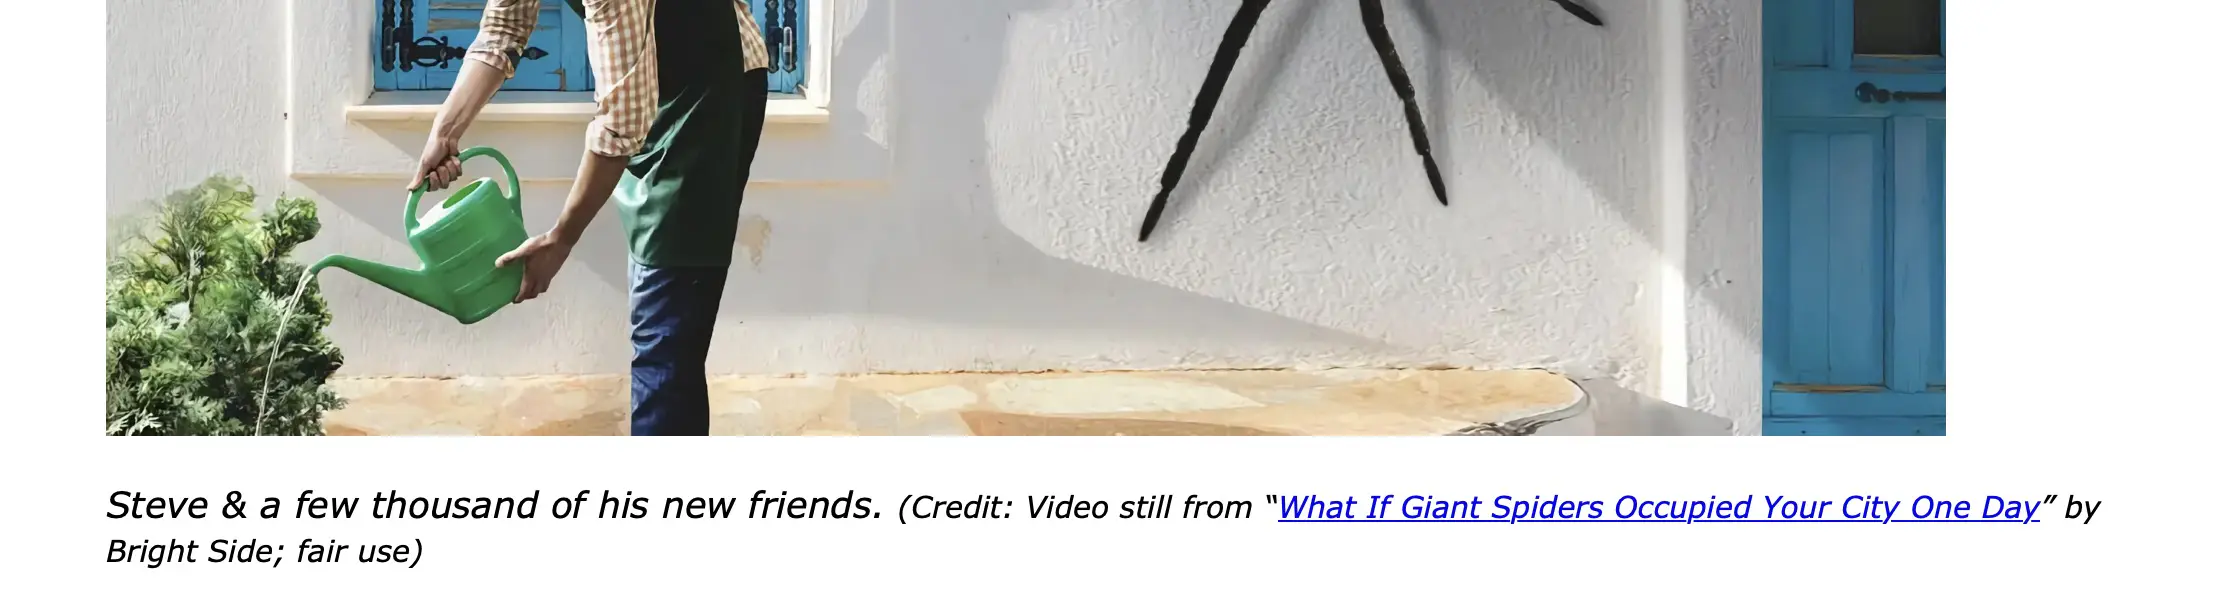 Steve & a few thousand of his new friends. (Credit: Video still from “What If Giant Spiders Occupied Your City One Day” by
Bright Side; fair use)